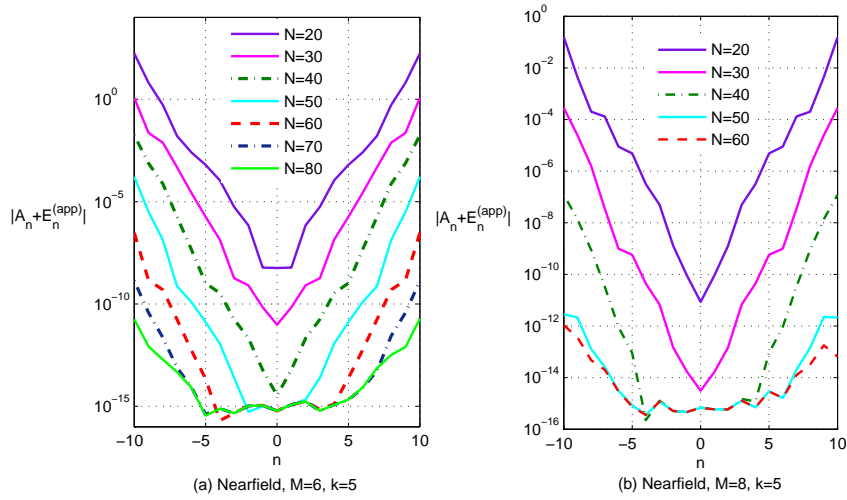 N=20
N=30
N=40
N=50
N=60
N=70
N=80
10^0
10^−5
10^−10
10^−15
|A_n+E_n^(app)|
−10
−5
0
5
10
n
(a) Nearfield, M=6, k=5
N=20
N=30
N=40
N=50
N=60
10^0
10^−2
10^−4
10^−6
10^−8
10^−10
10^−12
10^−14
10^−16
|A_n+E_n^(app)|
−10
−5
0
5
10
n
(b) Nearfield, M=8, k=5